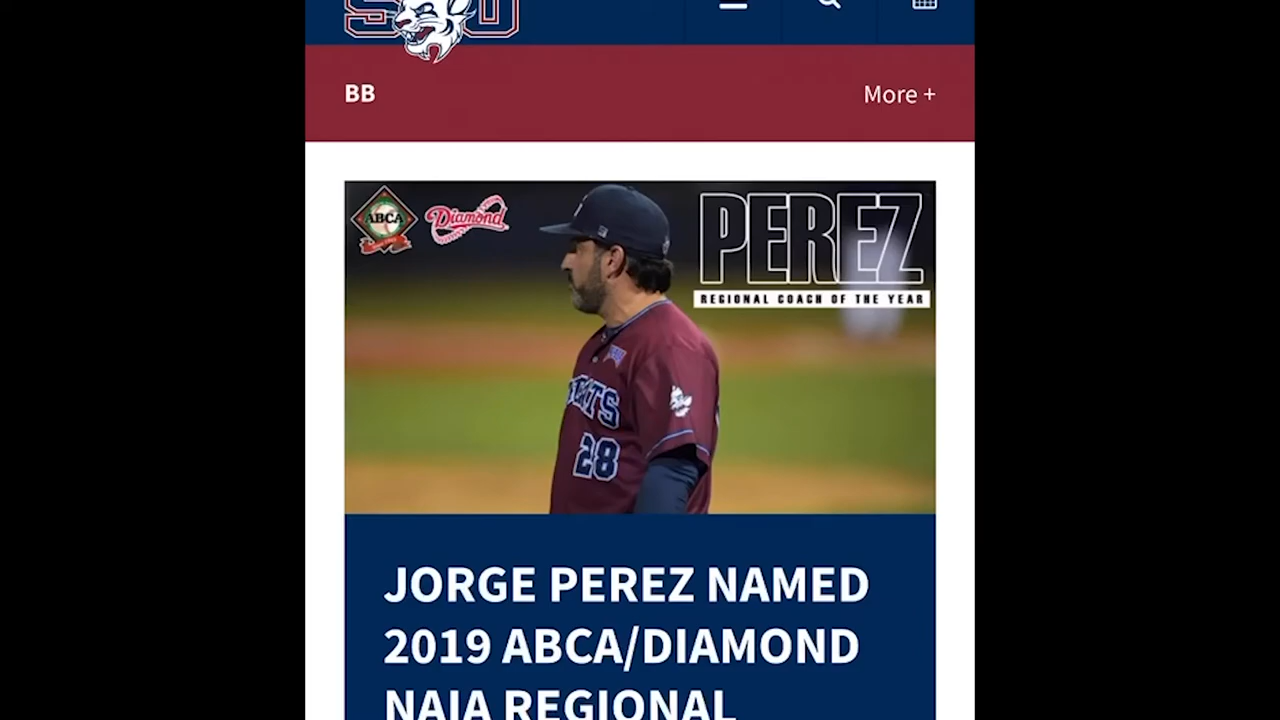 BB
More +
ABCA
Diamond
PEREZ
REGIONAL COACH OF THE YEAR
28
JORGE PEREZ NAMED
2019 ABCA/DIAMOND
NAIA REGIONAL